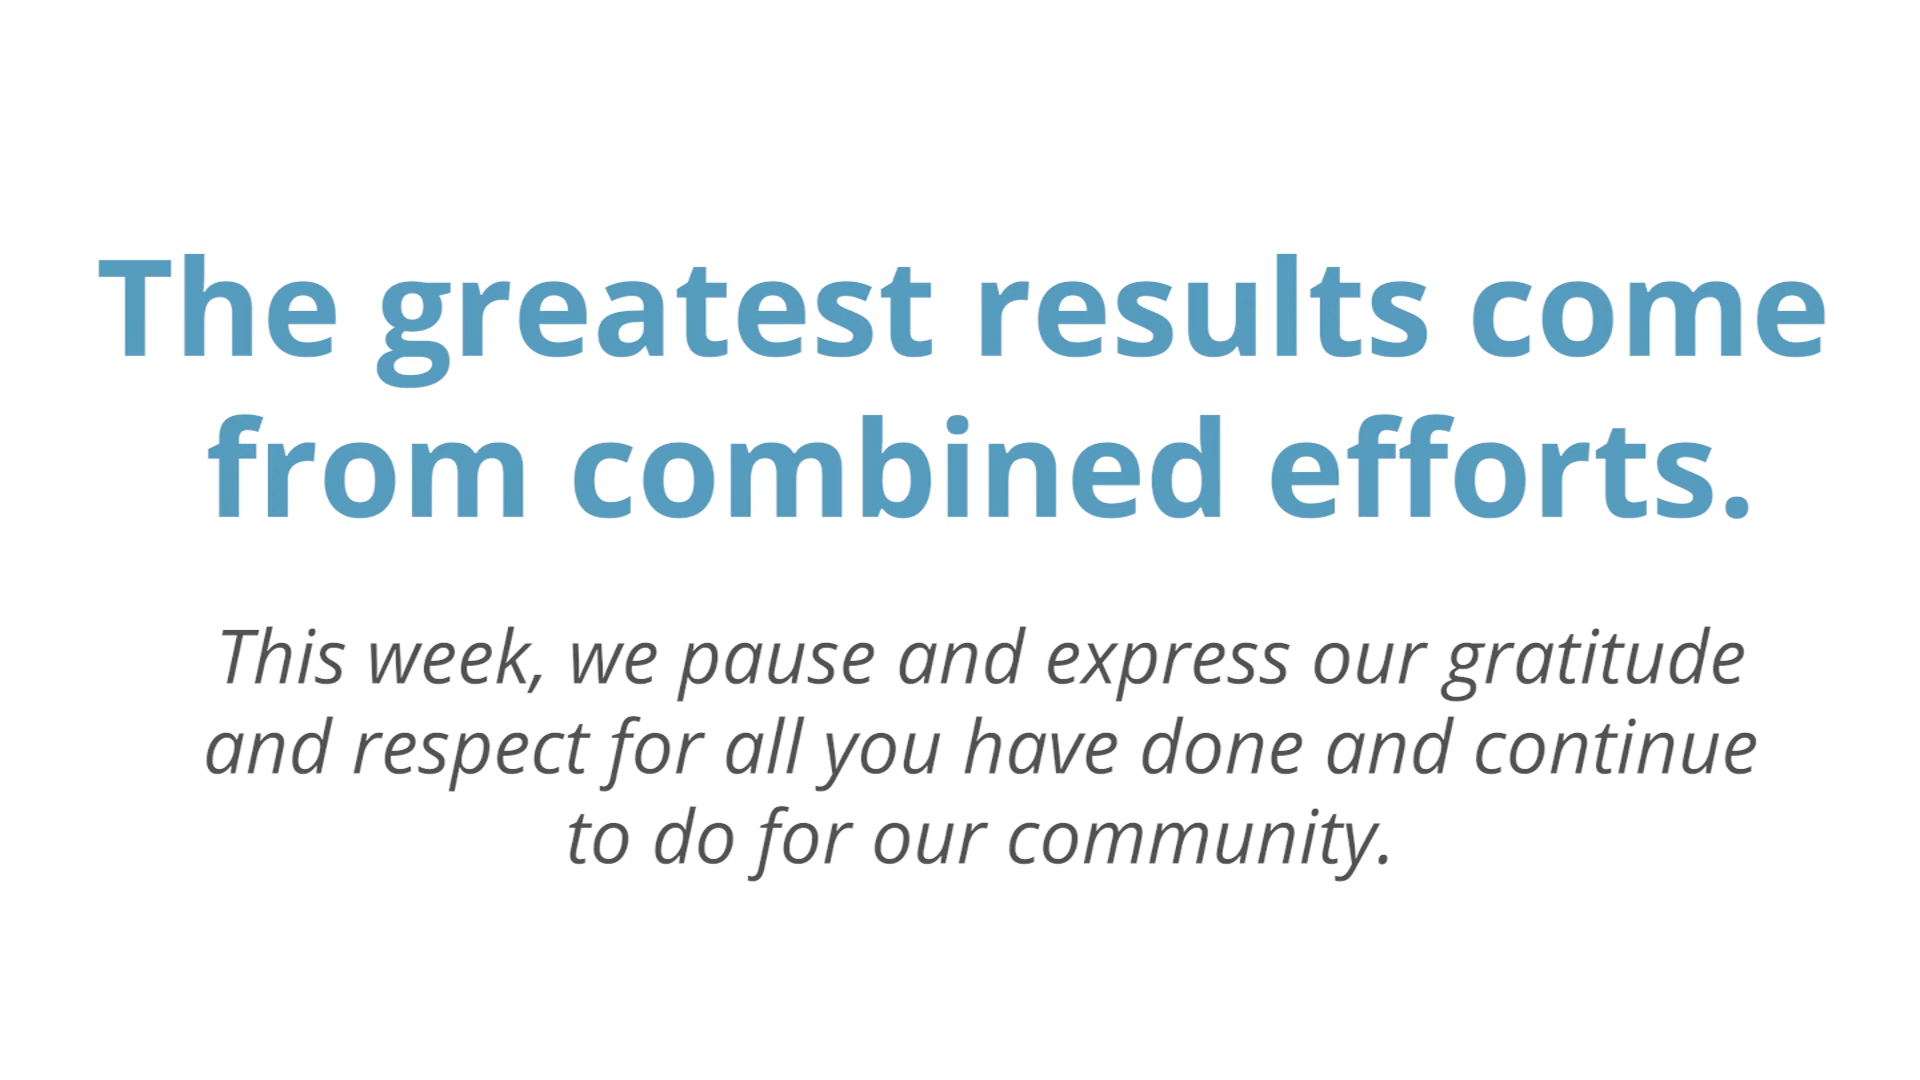 The greatest results come
from combined efforts.
This week, we pause and express our gratitude
and respect for all you have done and continue
to do for our community.